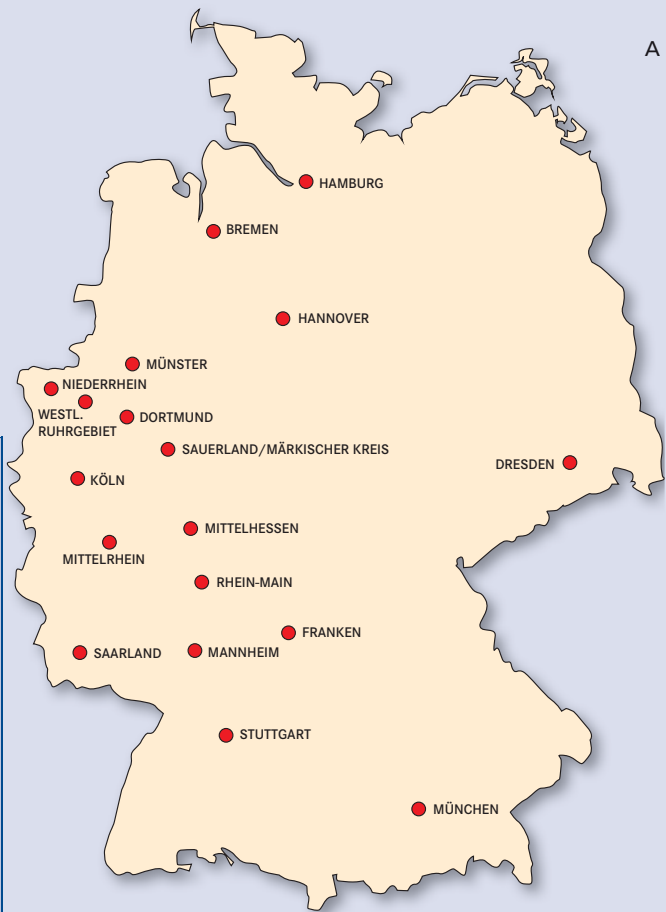 A
HAMBURG
BREMEN
HANNOVER
MÜNSTER
NIEDERRHEIN
WESTL.
RUHRGEBIET
DORTMUND
SAUERLAND/MÄRKISCHER KREIS
DRESDEN
KÖLN
MITTELHESSEN
MITTELRHEIN
RHEIN-MAIN
FRANKEN
SAARLAND
MANNHEIM
STUTTGART
MÜNCHEN